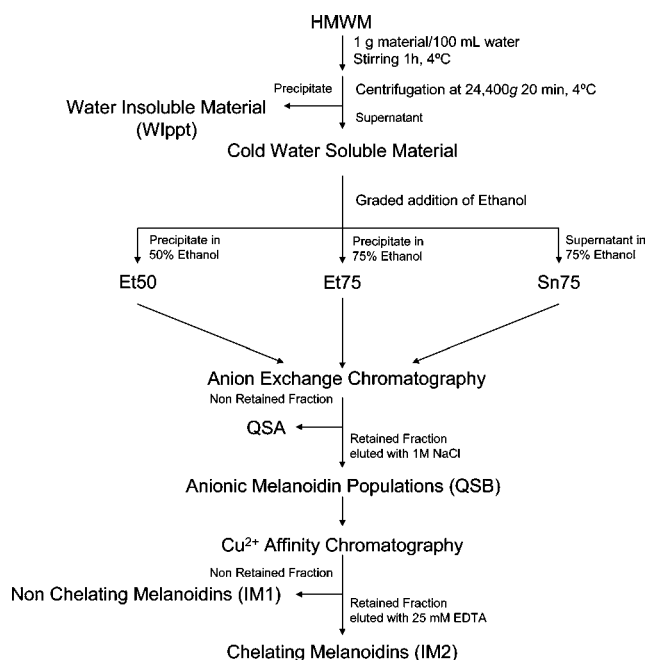 HMWM
1 g material/100 mL water
Stirring 1h, 4ºC
Precipitate
Centrifugation at 24,400g 20 min, 4ºC
Water Insoluble Material
(WIppt)
Supernatant
Cold Water Soluble Material
Graded addition of Ethanol
Precipitate in
50% Ethanol
Precipitate in
75% Ethanol
Supernatant in
75% Ethanol
Et50
Et75
Sn75
Anion Exchange Chromatography
Non Retained Fraction
QSA
Retained Fraction
eluted with 1M NaCl
Anionic Melanoidin Populations (QSB)
Cu²⁺ Affinity Chromatography
Non Retained Fraction
Non Chelating Melanoidins (IM1)
Retained Fraction
eluted with 25 mM EDTA
Chelating Melanoidins (IM2)